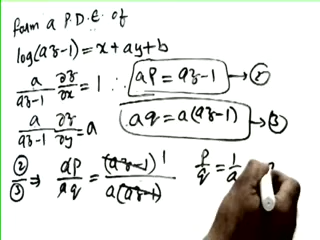 form a P.D.E. of
log(az-1) = x + ay + b
a/(az-1) ∂z/∂x = 1 ∴ ap = az-1 → ②
a/(az-1) ∂z/∂y = a aq = a(az-1) → ③
②/③ ⇒ ap/aq = (az-1) 1/a(az-1) p/q = 1/a